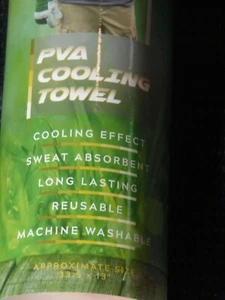 PVA
COOLING
TOWEL
COOLING EFFECT
SWEAT ABSORBENT
LONG LASTING
REUSABLE
MACHINE WASHABLE
APPROXIMATE SIZE